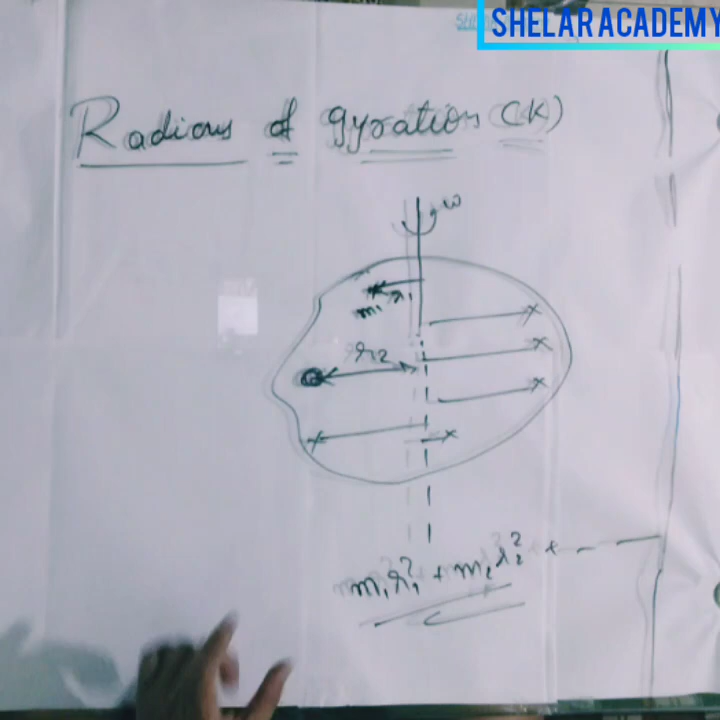 SHELAR ACADEMY
Radious of gyration (K)
ω
m₁ r₁
r₂
m₁r₁² + m₂r₂² + - - -